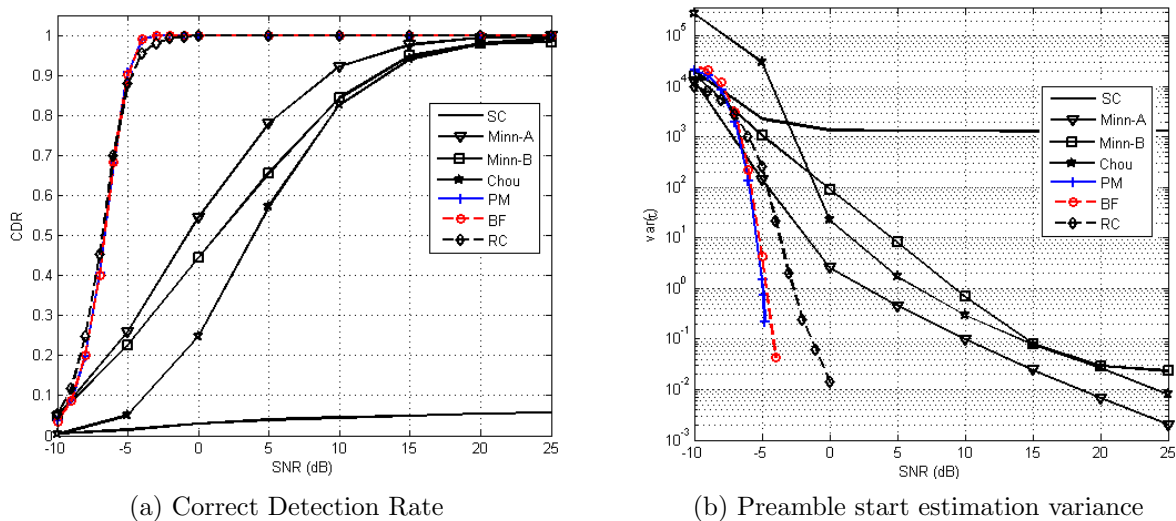 1
0.9
0.8
0.7
0.6
0.5
0.4
0.3
0.2
0.1
0
CDR
-10 -5 0 5 10 15 20 25
SNR (dB)
SC
Minn-A
Minn-B
Chou
PM
BF
RC
(a) Correct Detection Rate
10^5
10^4
10^3
10^2
10^1
10^0
10^-1
10^-2
10^-3
-10 -5 0 5 10 15 20 25
SNR (dB)
SC
Minn-A
Minn-B
Chou
PM
BF
RC
(b) Preamble start estimation variance